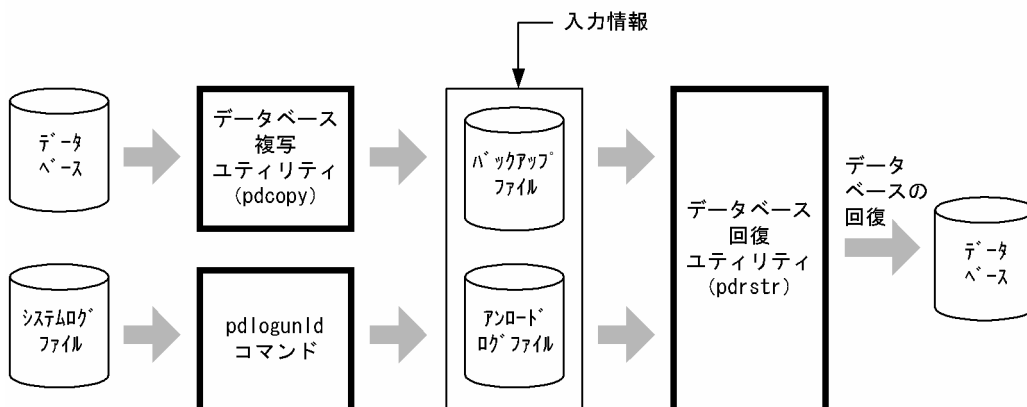 入力情報
ﾃﾞｰﾀ
ﾍﾞｰｽ
データベース
複写
ユティリティ
(pdcopy)
ﾊﾞｯｸｱｯﾌﾟ
ﾌｧｲﾙ
データベース
回復
ユティリティ
(pdrstr)
データ
ベースの
回復
ﾃﾞｰﾀ
ﾍﾞｰｽ
ｼｽﾃﾑﾛｸﾞ
ﾌｧｲﾙ
pdlogunld
コマンド
ｱﾝﾛｰﾄﾞ
ﾛｸﾞﾌｧｲﾙ